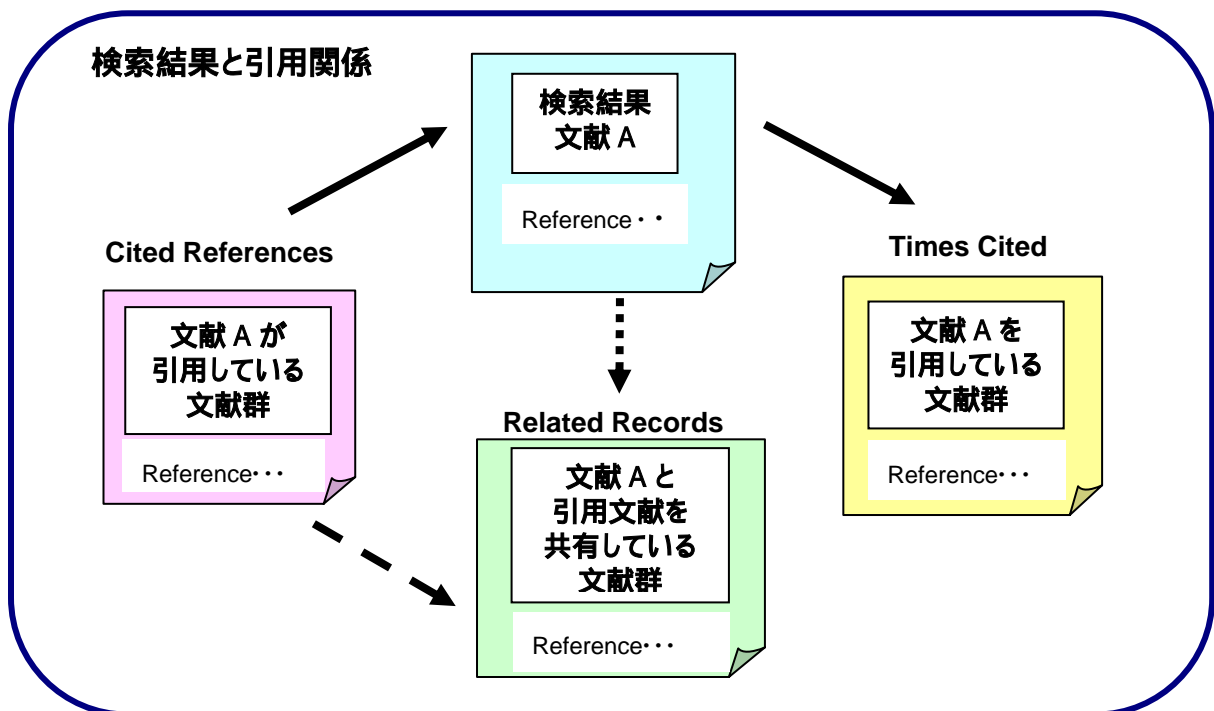 検索結果と引用関係
検索結果
文献 A
Reference・・
Cited References
文献 A が
引用している
文献群
Reference・・・
Times Cited
文献 A を
引用している
文献群
Reference・・・
Related Records
文献 A と
引用文献を
共有している
文献群
Reference・・・